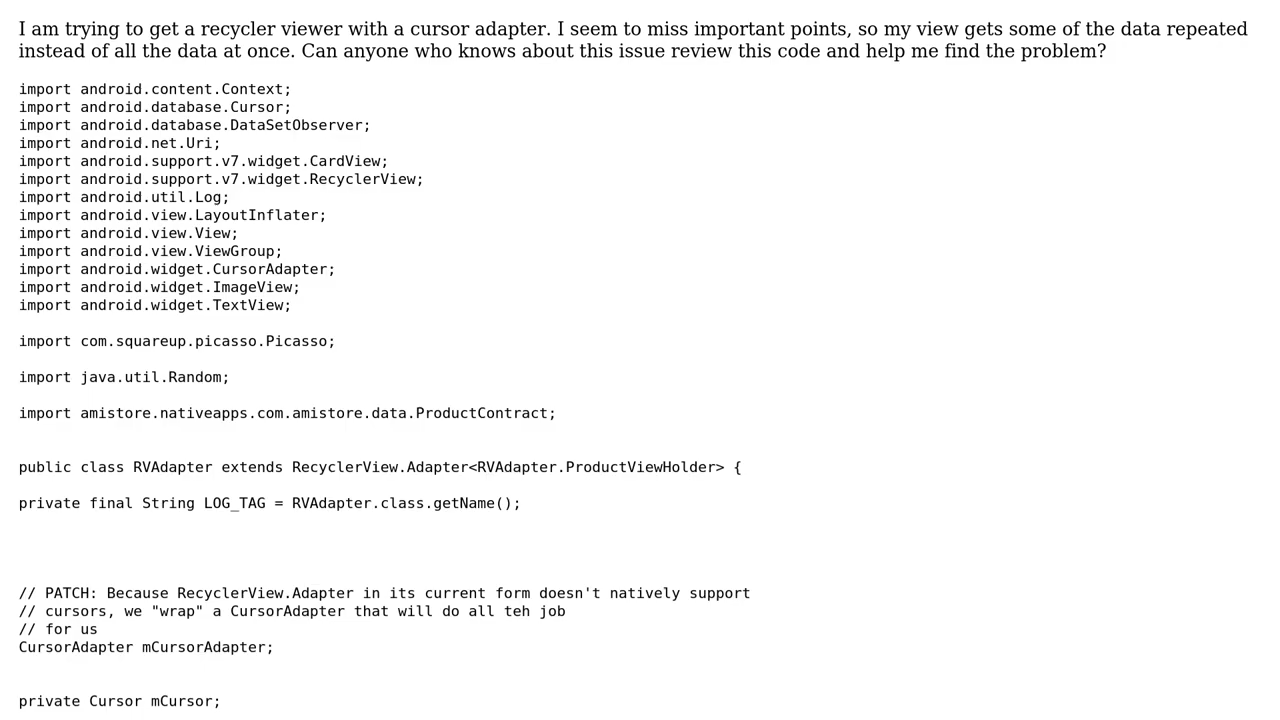 I am trying to get a recycler viewer with a cursor adapter. I seem to miss important points, so my view gets some of the data repeated
instead of all the data at once. Can anyone who knows about this issue review this code and help me find the problem?
import android.content.Context;
import android.database.Cursor;
import android.database.DataSetObserver;
import android.net.Uri;
import android.support.v7.widget.CardView;
import android.support.v7.widget.RecyclerView;
import android.util.Log;
import android.view.LayoutInflater;
import android.view.View;
import android.view.ViewGroup;
import android.widget.CursorAdapter;
import android.widget.ImageView;
import android.widget.TextView;
import com.squareup.picasso.Picasso;
import java.util.Random;
import amistore.nativeapps.com.amistore.data.ProductContract;
public class RVAdapter extends RecyclerView.Adapter<RVAdapter.ProductViewHolder> {
private final String LOG_TAG = RVAdapter.class.getName();
// PATCH: Because RecyclerView.Adapter in its current form doesn't natively support
// cursors, we "wrap" a CursorAdapter that will do all teh job
// for us
CursorAdapter mCursorAdapter;
private Cursor mCursor;